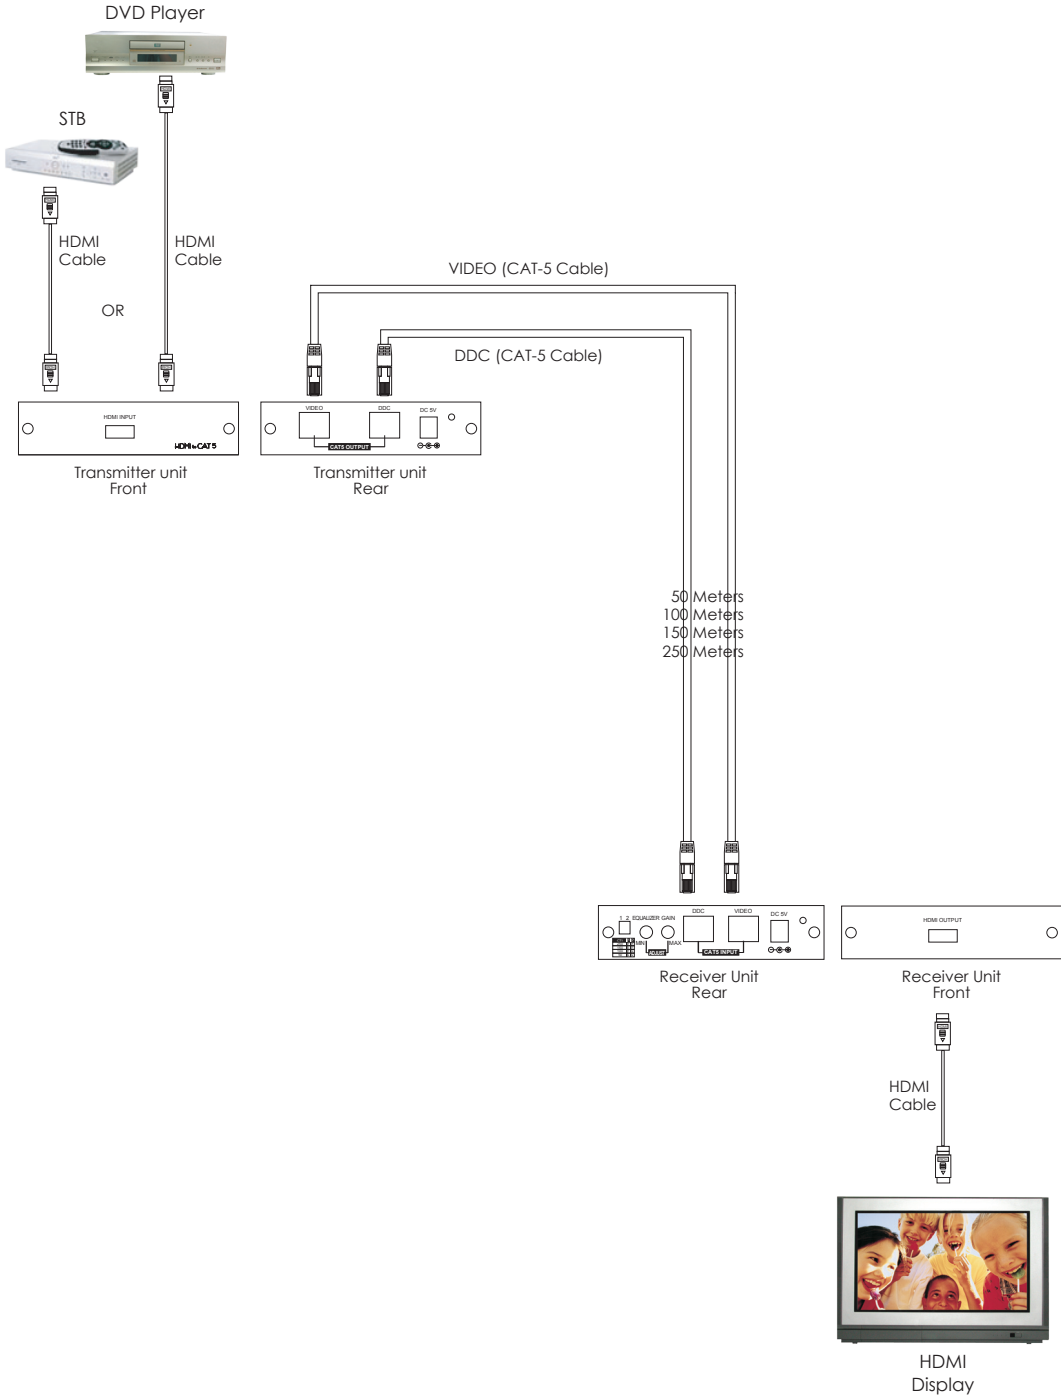 DVD Player
STB
HDMI
Cable
HDMI
Cable
OR
VIDEO (CAT-5 Cable)
DDC (CAT-5 Cable)
HDMI INPUT
HDMI to CAT5
VIDEO
DDC
DC 5V
CAT5 OUTPUT
Transmitter unit
Front
Transmitter unit
Rear
50 Meters
100 Meters
150 Meters
250 Meters
1 2
EQUALIZER
GAIN
MIN
MAX
ADJUST
DDC
VIDEO
DC 5V
CAT5 INPUT
HDMI OUTPUT
Receiver Unit
Rear
Receiver Unit
Front
HDMI
Cable
HDMI
Display